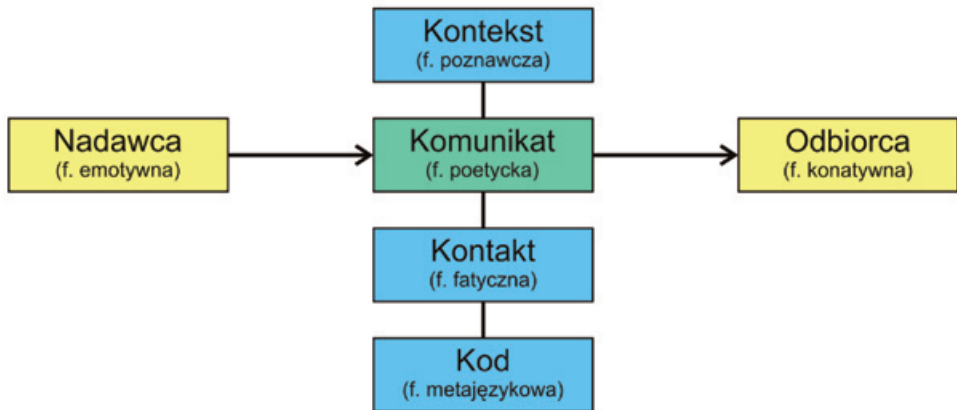 Kontekst
(f. poznawcza)
Nadawca
(f. emotywna)
Komunikat
(f. poetycka)
Odbiorca
(f. konatywna)
Kontakt
(f. fatyczna)
Kod
(f. metajęzykowa)